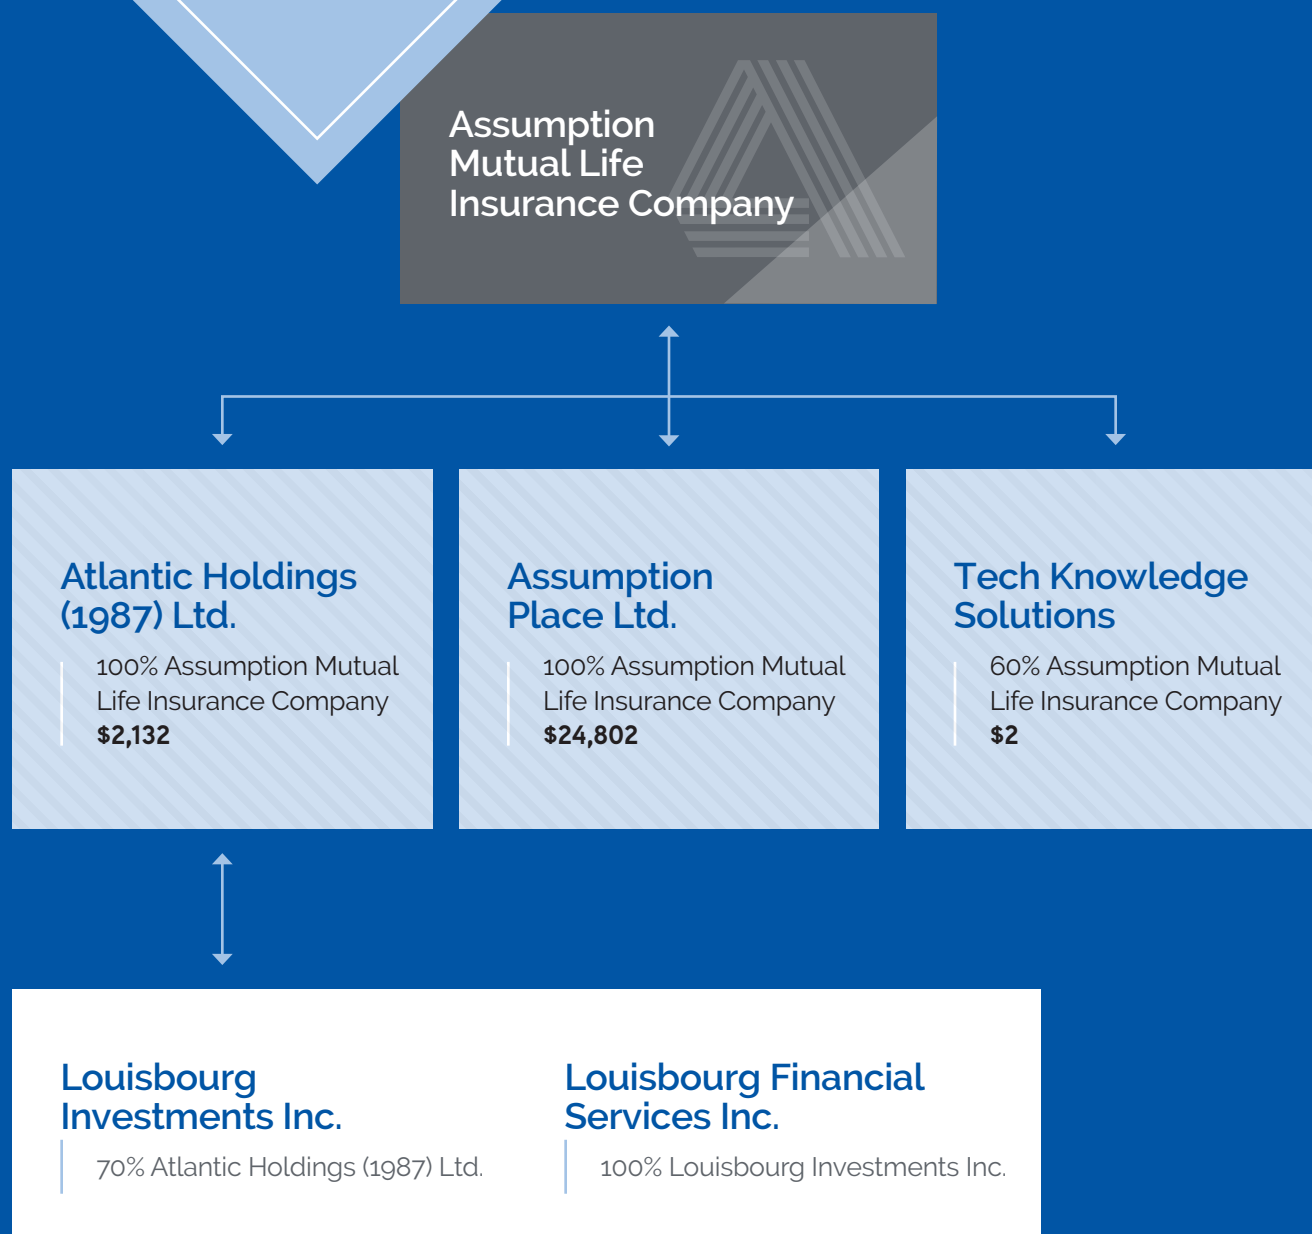 Assumption
Mutual Life
Insurance Company
Atlantic Holdings
(1987) Ltd.
100% Assumption Mutual
Life Insurance Company
$2,132
Assumption
Place Ltd.
100% Assumption Mutual
Life Insurance Company
$24,802
Tech Knowledge
Solutions
60% Assumption Mutual
Life Insurance Company
$2
Louisbourg
Investments Inc.
70% Atlantic Holdings (1987) Ltd.
Louisbourg Financial
Services Inc.
100% Louisbourg Investments Inc.